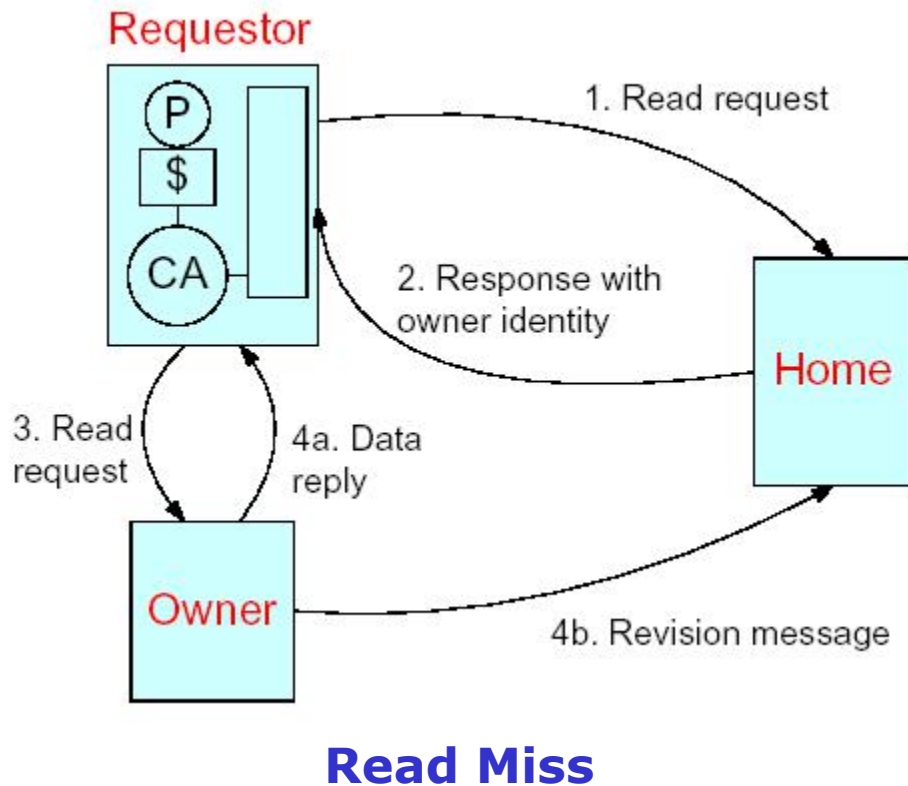 Requestor
P
$
CA
1. Read request
2. Response with
owner identity
Home
3. Read
request
4a. Data
reply
Owner
4b. Revision message
Read Miss